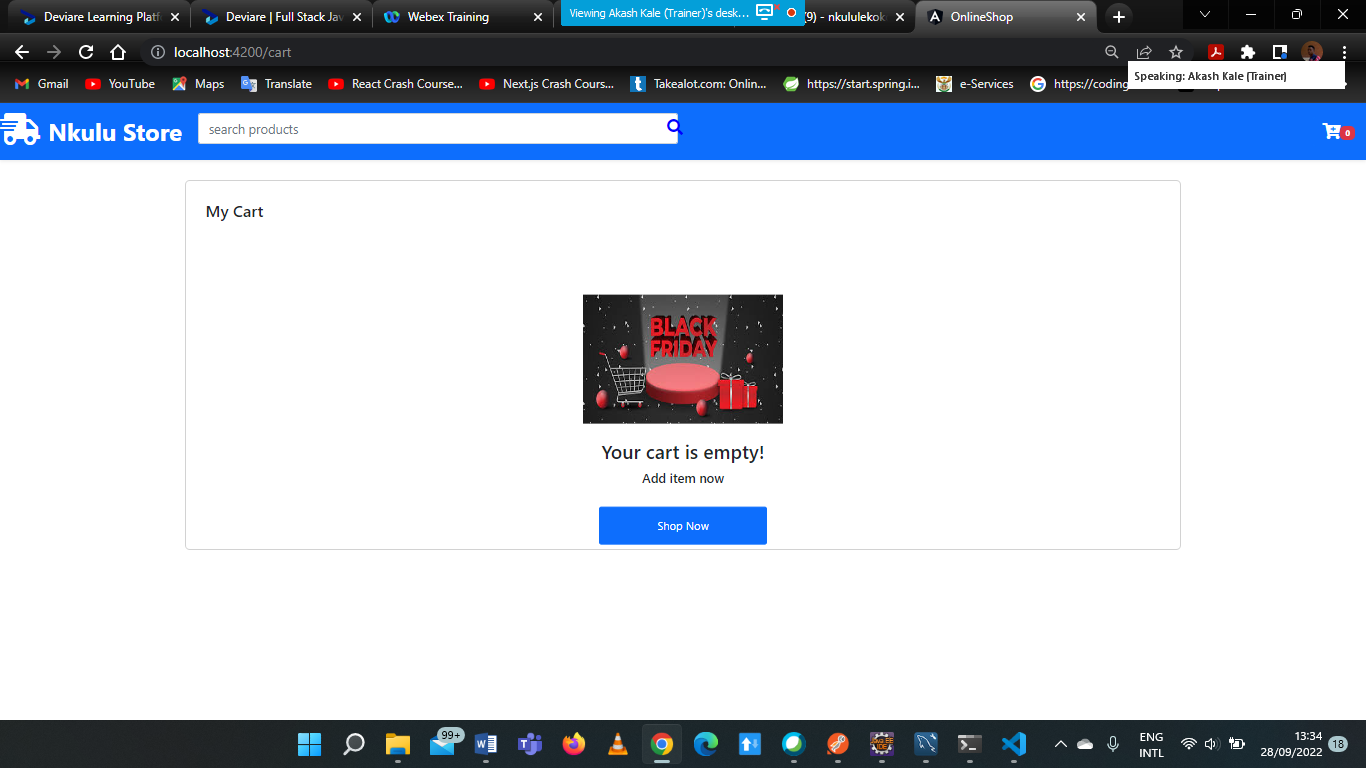 Deviare Learning Platf
Deviare | Full Stack Jav
Webex Training
Viewing Akash Kale (Trainer)'s desk...
(9) - nkululekok
OnlineShop
localhost:4200/cart
Speaking: Akash Kale (Trainer)
Gmail
YouTube
Maps
Translate
React Crash Course...
Next.js Crash Cours...
Takealot.com: Onlin...
https://start.spring.i...
e-Services
https://coding
Nkulu Store
search products
0
My Cart
BLACK
FRIDAY
Your cart is empty!
Add item now
Shop Now
99+
ENG
INTL
13:34
28/09/2022
18